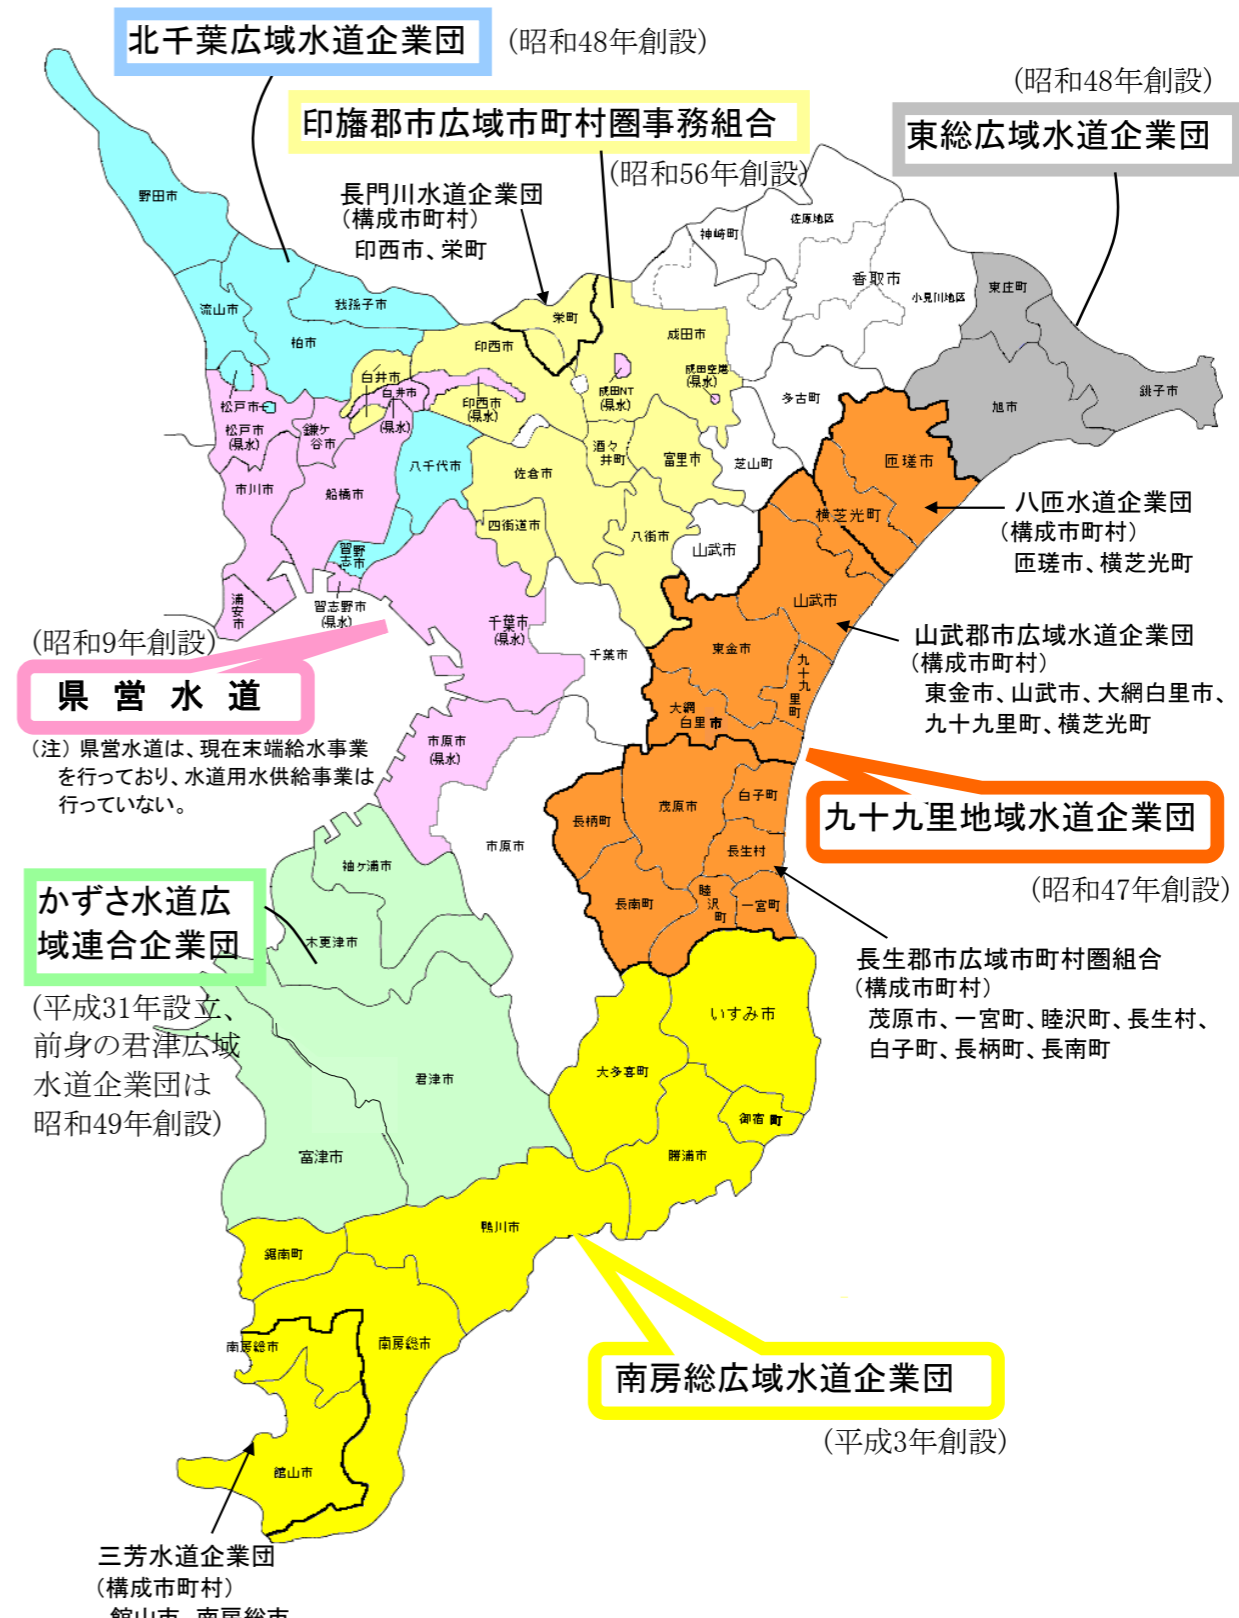 北千葉広域水道企業団
(昭和48年創設)
(昭和48年創設)
印旛郡市広域市町村圏事務組合
東総広域水道企業団
(昭和56年創設)
長門川水道企業団
(構成市町村)
印西市、栄町
野田市
流山市
柏市
我孫子市
松戸市
松戸市
(県水)
鎌ケ
谷市
市川市
船橋市
浦安市
習野
志市
習志野市
(県水)
八千代市
白井市
白井市
(県水)
印西市
印西市
(県水)
栄町
成田市
成田NT
(県水)
成田空港
(県水)
酒々
井町
富里市
佐倉市
四街道市
八街市
神崎町
佐原地区
香取市
小見川地区
多古町
芝山町
山武市
東庄町
旭市
銚子市
匝瑳市
横芝光町
八匝水道企業団
(構成市町村)
匝瑳市、横芝光町
山武市
東金市
九十九里町
大網
白里市
山武郡市広域水道企業団
(構成市町村)
東金市、山武市、大網白里市、
九十九里町、横芝光町
千葉市
(県水)
千葉市
(昭和9年創設)
県営水道
(注) 県営水道は、現在末端給水事業
を行っており、水道用水供給事業は
行っていない。
市原市
(県水)
市原市
九十九里地域水道企業団
(昭和47年創設)
茂原市
白子町
長柄町
長生村
長南町
睦沢町
一宮町
長生郡市広域市町村圏組合
(構成市町村)
茂原市、一宮町、睦沢町、長生村、
白子町、長柄町、長南町
かずさ水道広
域連合企業団
(平成31年設立、
前身の君津広域
水道企業団は
昭和49年創設)
袖ヶ浦市
木更津市
君津市
富津市
いすみ市
大多喜町
御宿町
勝浦市
鴨川市
鋸南町
南房総市
南房総市
館山市
南房総広域水道企業団
(平成3年創設)
三芳水道企業団
(構成市町村)
館山市、南房総市